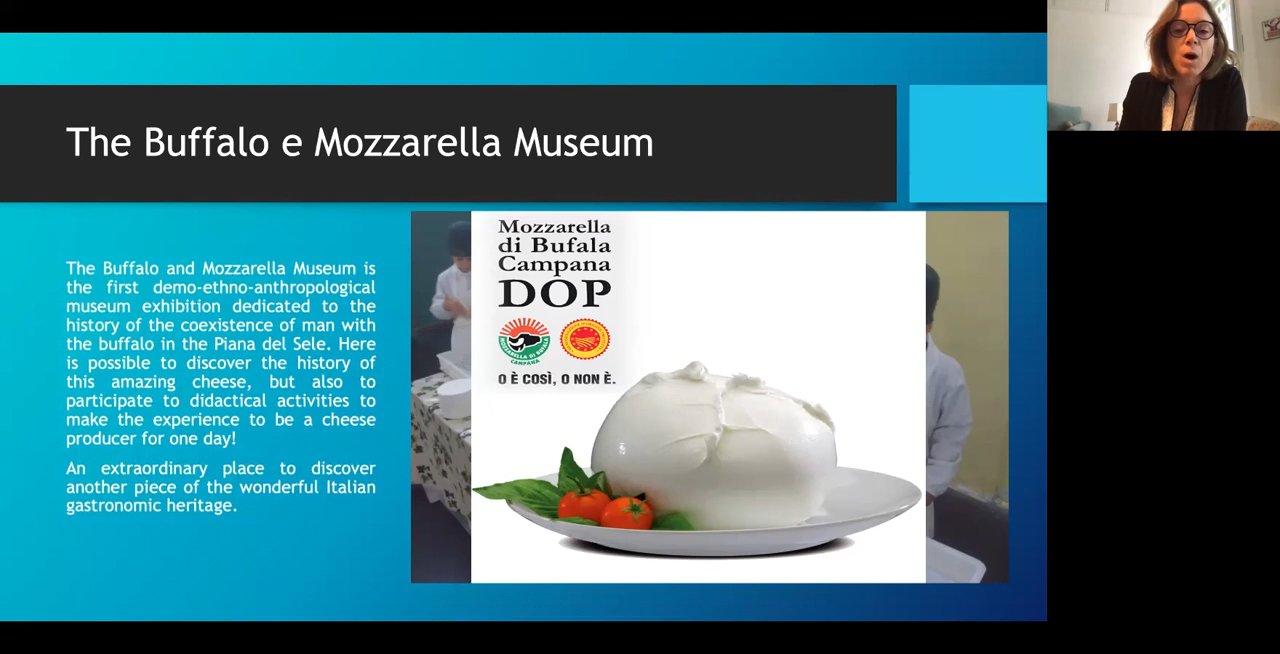 The Buffalo e Mozzarella Museum
The Buffalo and Mozzarella Museum is
the first demo-ethno-anthropological
museum exhibition dedicated to the
history of the coexistence of man with
the buffalo in the Piana del Sele. Here
is possible to discover the history of
this amazing cheese, but also to
participate to didactical activities to
make the experience to be a cheese
producer for one day!
An extraordinary place to discover
another piece of the wonderful Italian
gastronomic heritage.
Mozzarella
di Bufala
Campana
DOP
MOZZARELLA DI BUFALA
CAMPANA
O È COSÌ, O NON È.